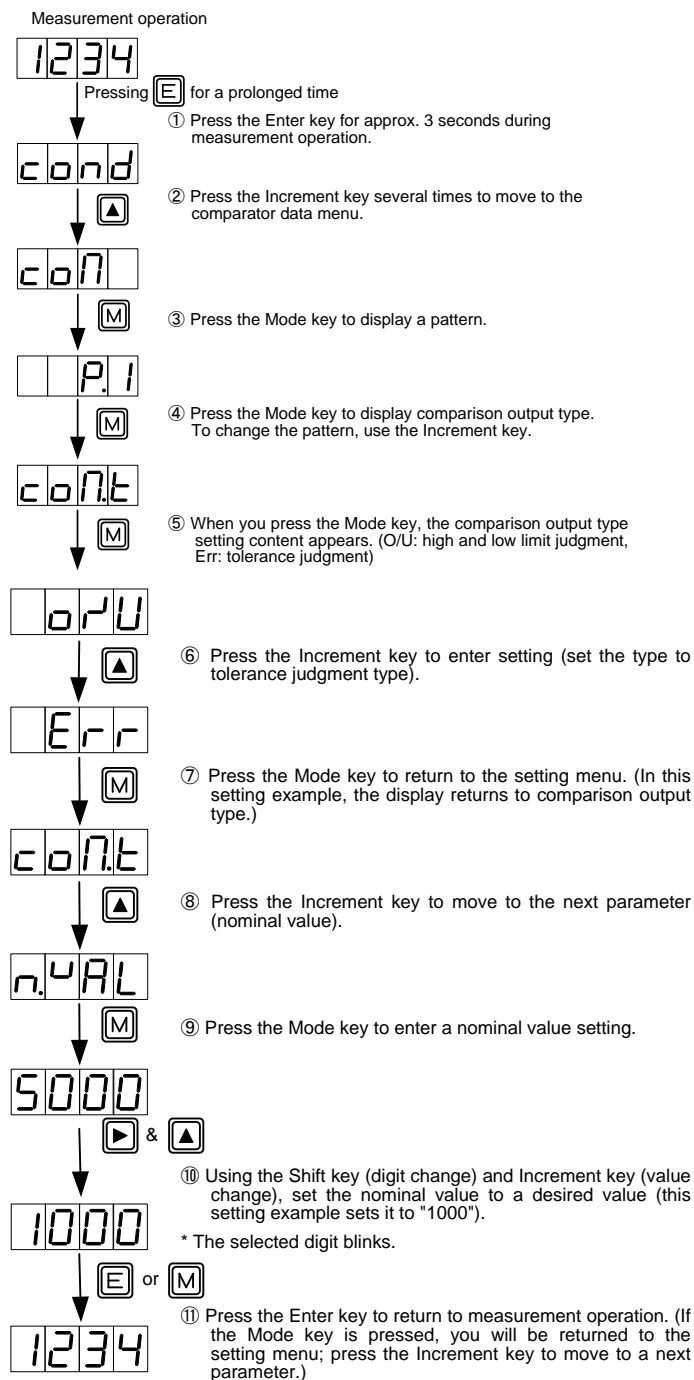 Measurement operation
1234
Pressing E for a prolonged time
① Press the Enter key for approx. 3 seconds during
measurement operation.
cond
▲
② Press the Increment key several times to move to the
comparator data menu.
coM
M
③ Press the Mode key to display a pattern.
P. 1
M
④ Press the Mode key to display comparison output type.
To change the pattern, use the Increment key.
coM.t
M
⑤ When you press the Mode key, the comparison output type
setting content appears. (O/U: high and low limit judgment,
Err: tolerance judgment)
o/U
▲
⑥ Press the Increment key to enter setting (set the type to
tolerance judgment type).
Err
M
⑦ Press the Mode key to return to the setting menu. (In this
setting example, the display returns to comparison output
type.)
coM.t
▲
⑧ Press the Increment key to move to the next parameter
(nominal value).
n.VAL
M
⑨ Press the Mode key to enter a nominal value setting.
5000
► & ▲
⑩ Using the Shift key (digit change) and Increment key (value
change), set the nominal value to a desired value (this
setting example sets it to "1000").
1000
* The selected digit blinks.
E or M
⑪ Press the Enter key to return to measurement operation. (If
the Mode key is pressed, you will be returned to the
setting menu; press the Increment key to move to a next
parameter.)
1234